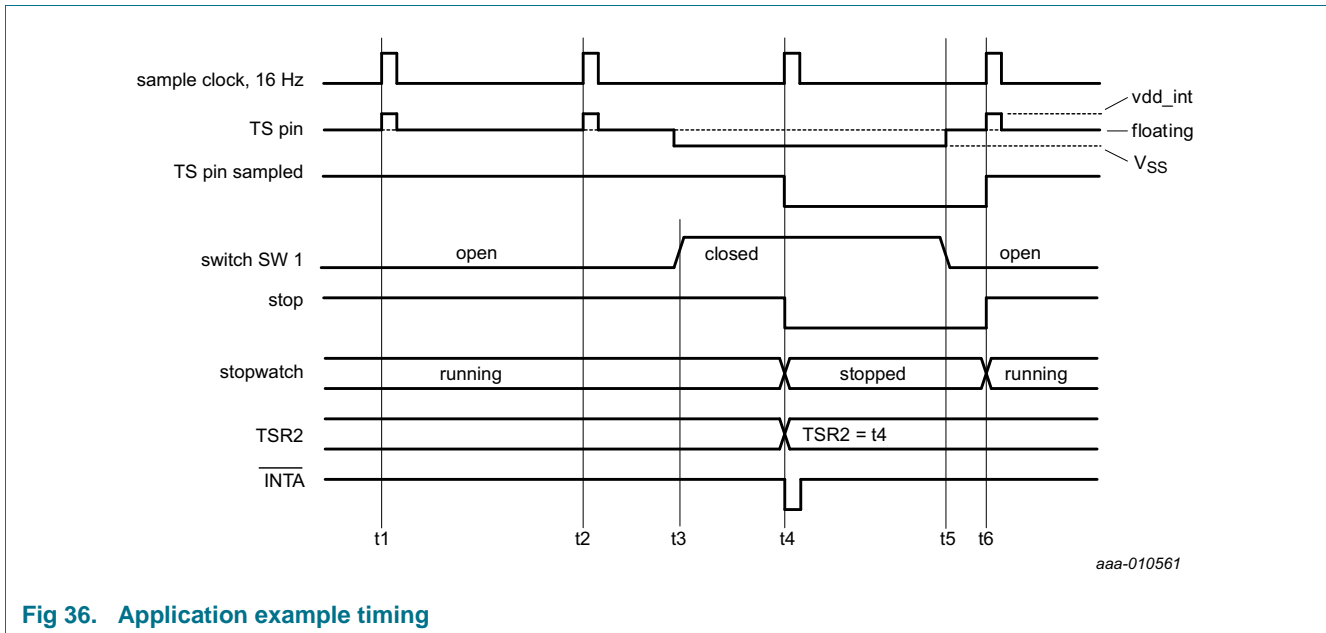 sample clock, 16 Hz
vdd_int
TS pin
floating
VSS
TS pin sampled
switch SW 1
open
closed
open
stop
stopwatch
running
stopped
running
TSR2
TSR2 = t4
INTA
t1
t2
t3
t4
t5
t6
aaa-010561
Fig 36. Application example timing